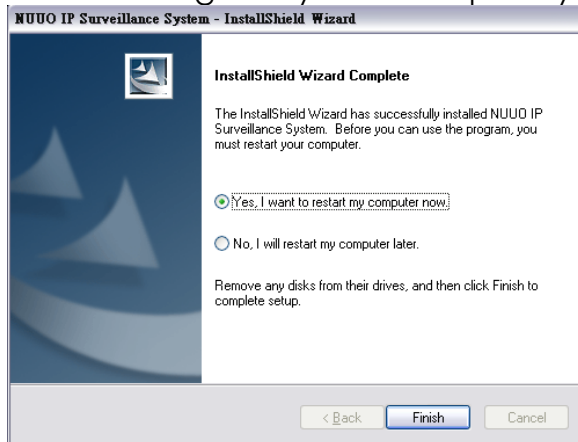 NUUO IP Surveillance System - InstallShield Wizard
InstallShield Wizard Complete
The InstallShield Wizard has successfully installed NUUO IP
Surveillance System. Before you can use the program, you
must restart your computer.
Yes, I want to restart my computer now.
No, I will restart my computer later.
Remove any disks from their drives, and then click Finish to
complete setup.
< Back
Finish
Cancel